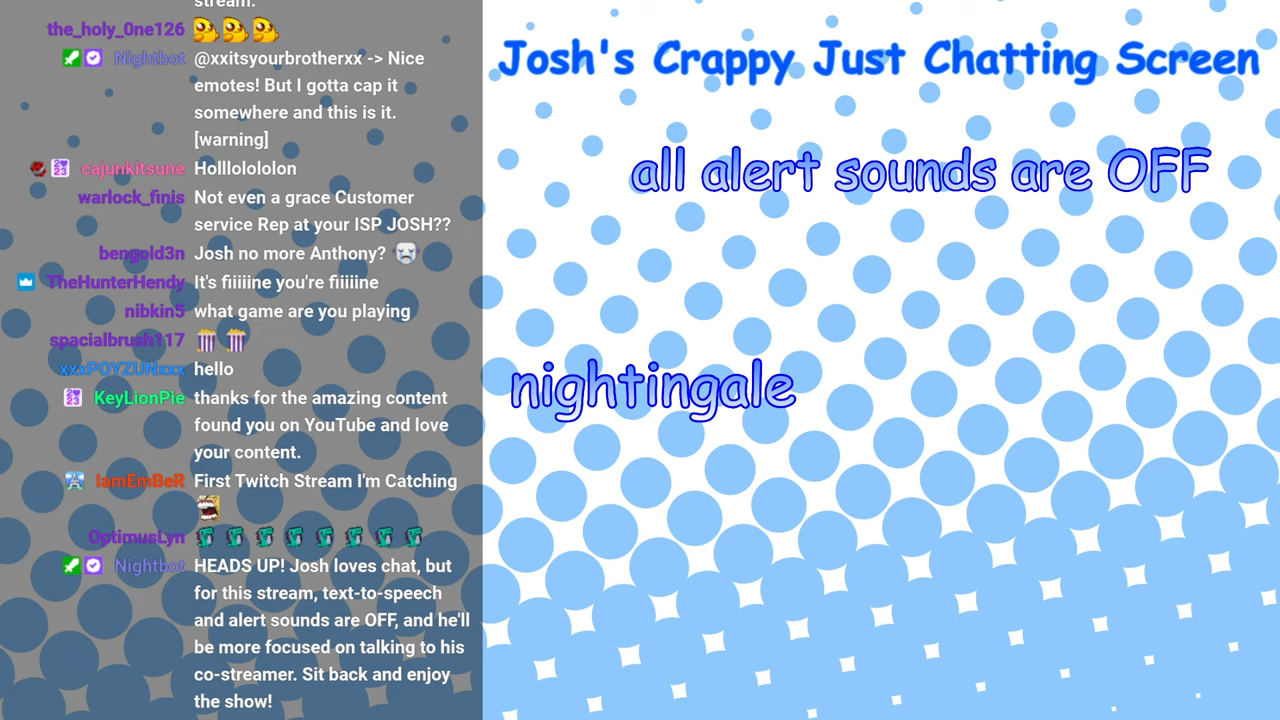 stream.
the_holy_0ne126
Nightbot @xxitsyourbrotherxx -> Nice
emotes! But I gotta cap it
somewhere and this is it.
[warning]
cajunkitsune Holllolololon
warlock_finis Not even a grace Customer
service Rep at your ISP JOSH??
bengold3n Josh no more Anthony?
TheHunterHendy It's fiiiiine you're fiiiiine
nibkin5 what game are you playing
spacialbrush117
xxxPOYZUNxxx hello
KeyLionPie thanks for the amazing content
found you on YouTube and love
your content.
IamEmBeR First Twitch Stream I'm Catching
OptimusLyn
Nightbot HEADS UP! Josh loves chat, but
for this stream, text-to-speech
and alert sounds are OFF, and he'll
be more focused on talking to his
co-streamer. Sit back and enjoy
the show!
Josh's Crappy Just Chatting Screen
all alert sounds are OFF
nightingale